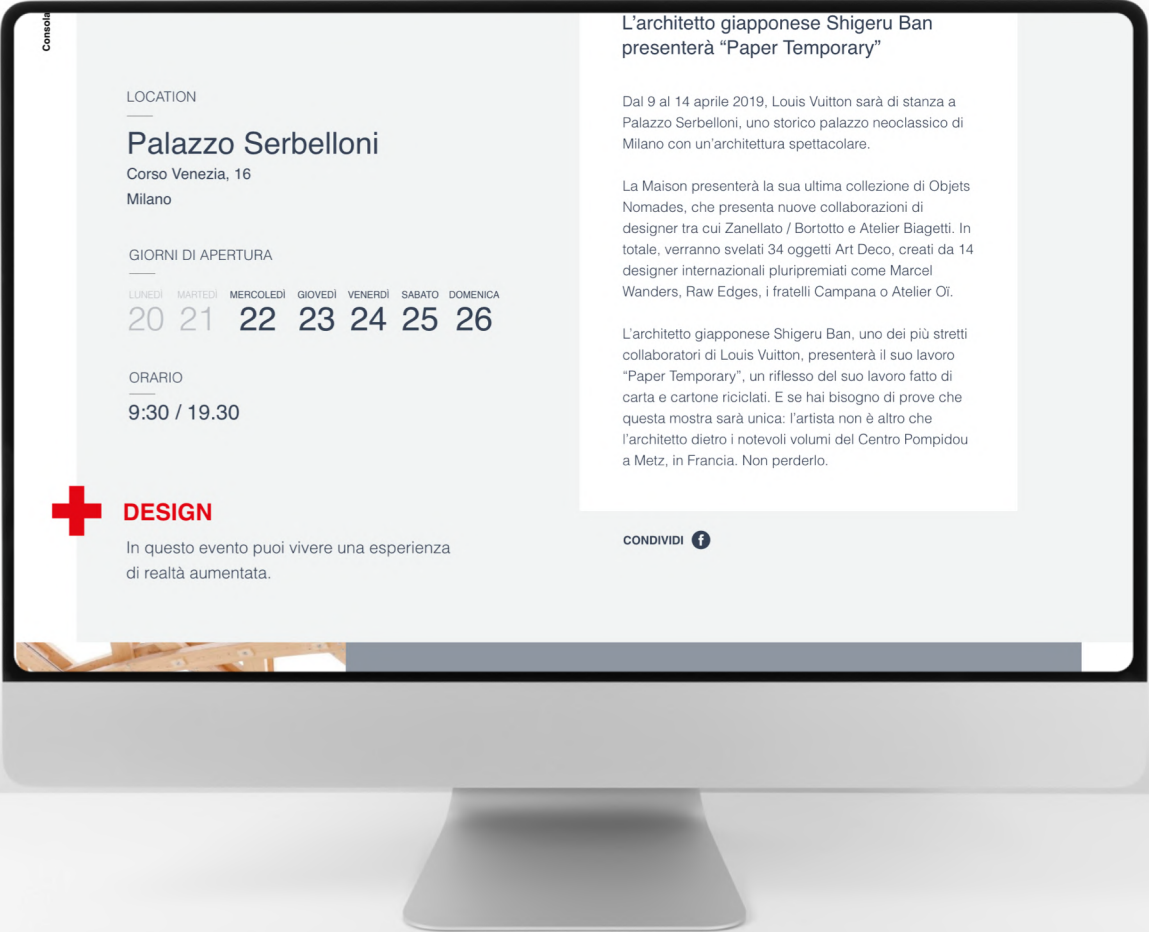 Consola
LOCATION
Palazzo Serbelloni
Corso Venezia, 16
Milano
GIORNI DI APERTURA
LUNEDÌ MARTEDÌ MERCOLEDÌ GIOVEDÌ VENERDÌ SABATO DOMENICA
20 21 22 23 24 25 26
ORARIO
9:30 / 19.30
DESIGN
In questo evento puoi vivere una esperienza
di realtà aumentata.
L’architetto giapponese Shigeru Ban
presenterà “Paper Temporary”
Dal 9 al 14 aprile 2019, Louis Vuitton sarà di stanza a
Palazzo Serbelloni, uno storico palazzo neoclassico di
Milano con un’architettura spettacolare.
La Maison presenterà la sua ultima collezione di Objets
Nomades, che presenta nuove collaborazioni di
designer tra cui Zanellato / Bortotto e Atelier Biagetti. In
totale, verranno svelati 34 oggetti Art Deco, creati da 14
designer internazionali pluripremiati come Marcel
Wanders, Raw Edges, i fratelli Campana o Atelier Oï.
L’architetto giapponese Shigeru Ban, uno dei più stretti
collaboratori di Louis Vuitton, presenterà il suo lavoro
“Paper Temporary”, un riflesso del suo lavoro fatto di
carta e cartone riciclati. E se hai bisogno di prove che
questa mostra sarà unica: l’artista non è altro che
l’architetto dietro i notevoli volumi del Centro Pompidou
a Metz, in Francia. Non perderlo.
CONDIVIDI f